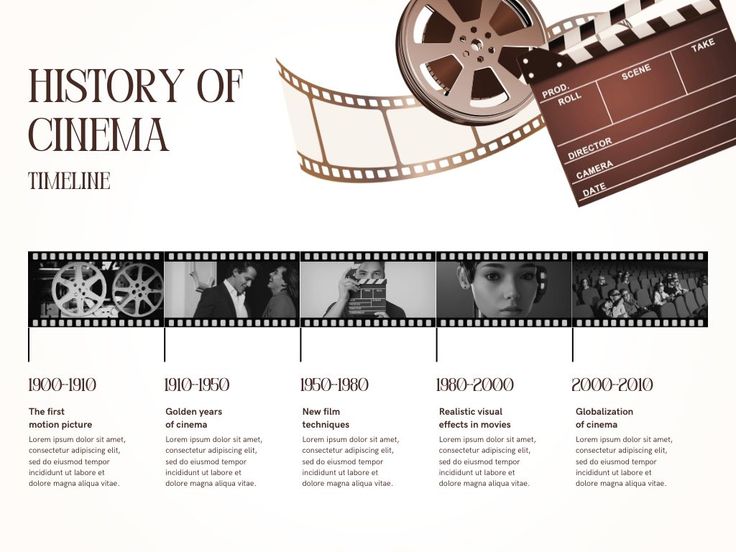 HISTORY OF
CINEMA
TIMELINE
PROD.
ROLL
SCENE
TAKE
DIRECTOR
CAMERA
DATE
1900-1910
The first
motion picture
Lorem ipsum dolor sit amet,
consectetur adipiscing elit,
sed do eiusmod tempor
incididunt ut labore et
dolore magna aliqua vitae.
1910-1950
Golden years
of cinema
Lorem ipsum dolor sit amet,
consectetur adipiscing elit,
sed do eiusmod tempor
incididunt ut labore et
dolore magna aliqua vitae.
1950-1980
New film
techniques
Lorem ipsum dolor sit amet,
consectetur adipiscing elit,
sed do eiusmod tempor
incididunt ut labore et
dolore magna aliqua vitae.
1980-2000
Realistic visual
effects in movies
Lorem ipsum dolor sit amet,
consectetur adipiscing elit,
sed do eiusmod tempor
incididunt ut labore et
dolore magna aliqua vitae.
2000-2010
Globalization
of cinema
Lorem ipsum dolor sit amet,
consectetur adipiscing elit,
sed do eiusmod tempor
incididunt ut labore et
dolore magna aliqua vitae.